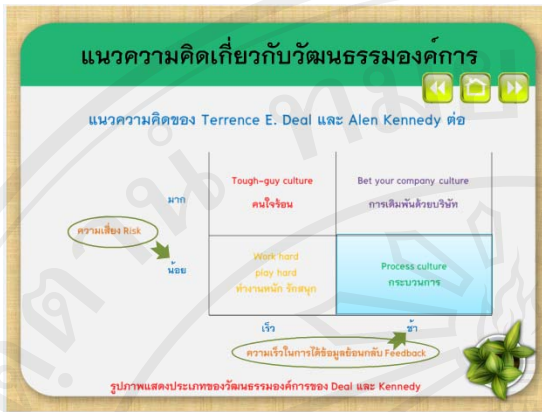 แนวความคิดเกี่ยวกับวัฒนธรรมองค์การ
แนวความคิดของ Terrence E. Deal และ Alen Kennedy ต่อ
Tough-guy culture
คนใจร้อน
Bet your company culture
การเดิมพันด้วยบริษัท
มาก
ความเสี่ยง Risk
น้อย
Work hard
play hard
ทำงานหนัก รักสนุก
Process culture
กระบวนการ
เร็ว
ช้า
ความเร็วในการได้ข้อมูลย้อนกลับ Feedback
รูปภาพแสดงประเภทของวัฒนธรรมองค์การของ Deal และ Kennedy